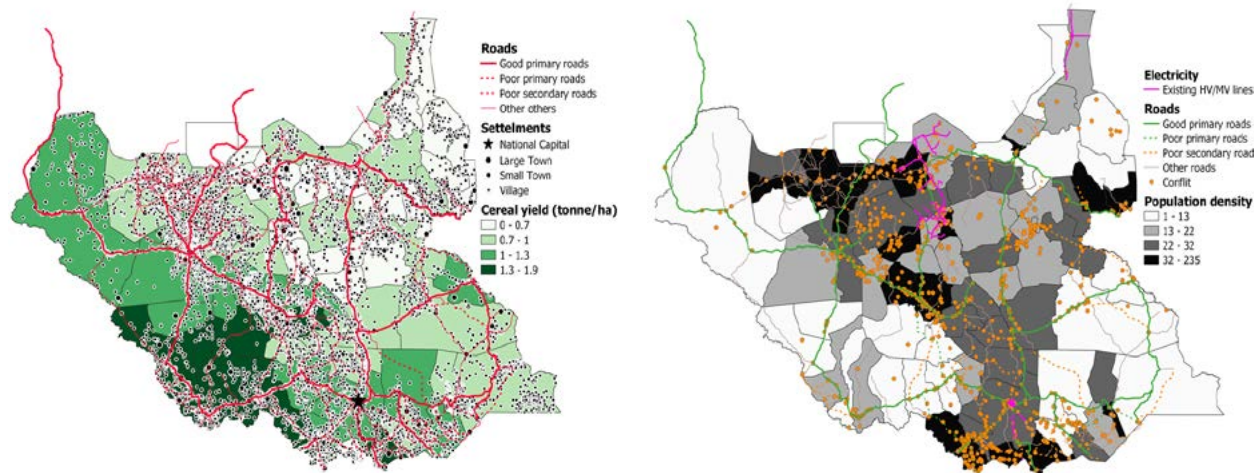 Roads
Good primary roads
Poor primary roads
Poor secondary roads
Other others
Settelments
National Capital
Large Town
Small Town
Village
Cereal yield (tonne/ha)
0 - 0.7
0.7 - 1
1 - 1.3
1.3 - 1.9
Electricity
Existing HV/MV lines
Roads
Good primary roads
Poor primary roads
Poor secondary road
Other roads
Conflit
Population density
1 - 13
13 - 22
22 - 32
32 - 235